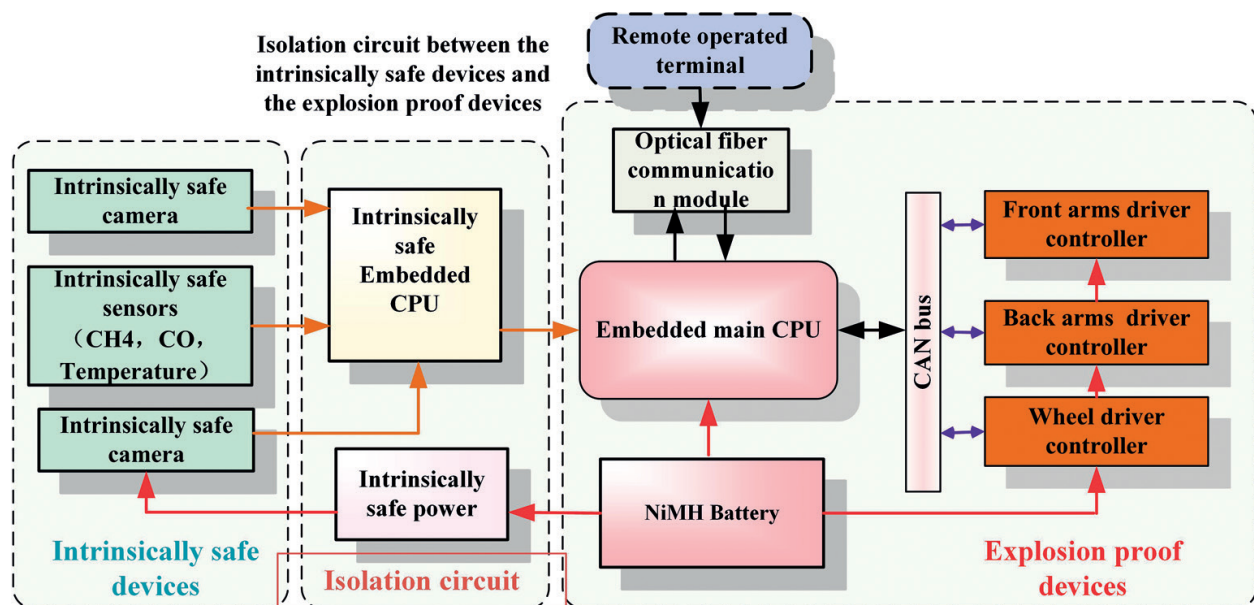 Isolation circuit between the
intrinsically safe devices and
the explosion proof devices
Remote operated
terminal
Intrinsically safe
camera
Intrinsically safe
sensors
（CH4，CO，
Temperature）
Intrinsically safe
camera
Intrinsically safe
devices
Intrinsically
safe
Embedded
CPU
Intrinsically
safe power
Isolation circuit
Optical fiber
communicatio
n module
Embedded main CPU
NiMH Battery
CAN bus
Front arms driver
controller
Back arms driver
controller
Wheel driver
controller
Explosion proof
devices